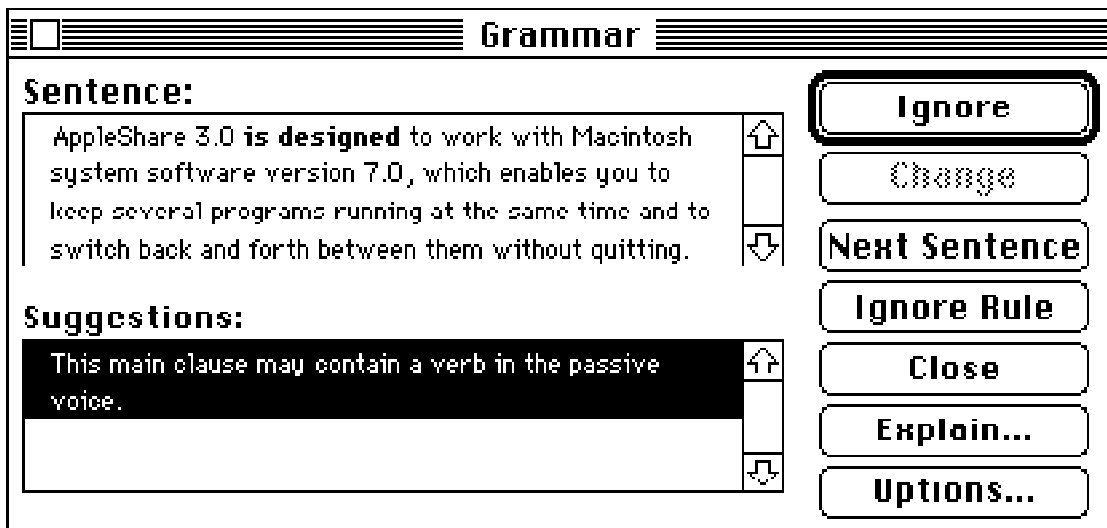 Grammar
Sentence:
AppleShare 3.0 is designed to work with Macintosh
system software version 7.0, which enables you to
keep several programs running at the same time and to
switch back and forth between them without quitting.
Suggestions:
This main clause may contain a verb in the passive
voice.
Ignore
Change
Next Sentence
Ignore Rule
Close
Explain...
Options...